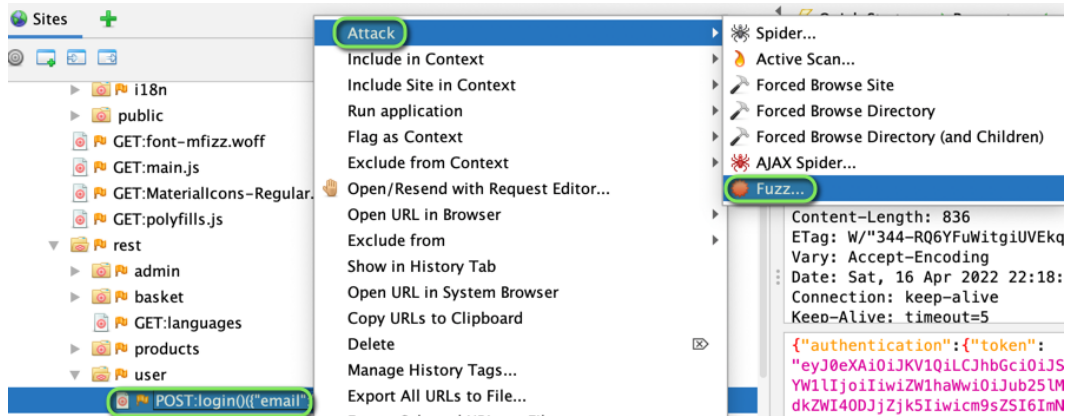 Sites
i18n
public
GET:font-mfizz.woff
GET:main.js
GET:MaterialIcons-Regular.
GET:polyfills.js
rest
admin
basket
GET:languages
products
user
POST:login()({"email"
Attack
Include in Context
Include Site in Context
Run application
Flag as Context
Exclude from Context
Open/Resend with Request Editor...
Open URL in Browser
Exclude from
Show in History Tab
Open URL in System Browser
Copy URLs to Clipboard
Delete
Manage History Tags...
Export All URLs to File...
Spider...
Active Scan...
Forced Browse Site
Forced Browse Directory
Forced Browse Directory (and Children)
AJAX Spider...
Fuzz...
Content-Length: 836
ETag: W/"344-RQ6YFuWitgiUVEkq
Vary: Accept-Encoding
Date: Sat, 16 Apr 2022 22:18:
Connection: keep-alive
Keep-Alive: timeout=5
{"authentication":{"token":
"eyJ0eXAiOiJKV1QiLCJhbGciOiJS
YW1lIjoiIiwiZW1haWwiOiJub25lM
dkZWI4ODJjZjk5Iiwicm9sZSI6ImN